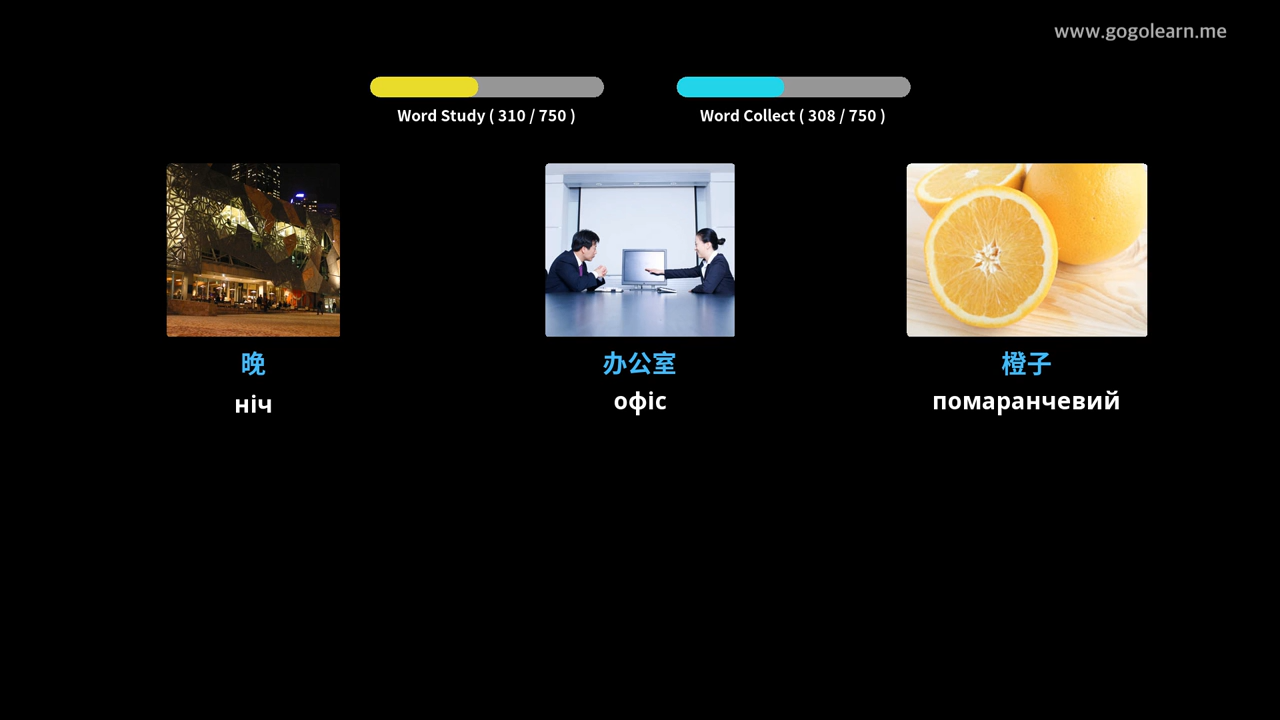 www.gogolearn.me
Word Study ( 310 / 750 )
Word Collect ( 308 / 750 )
晚
办公室
橙子
ніч
офіс
помаранчевий